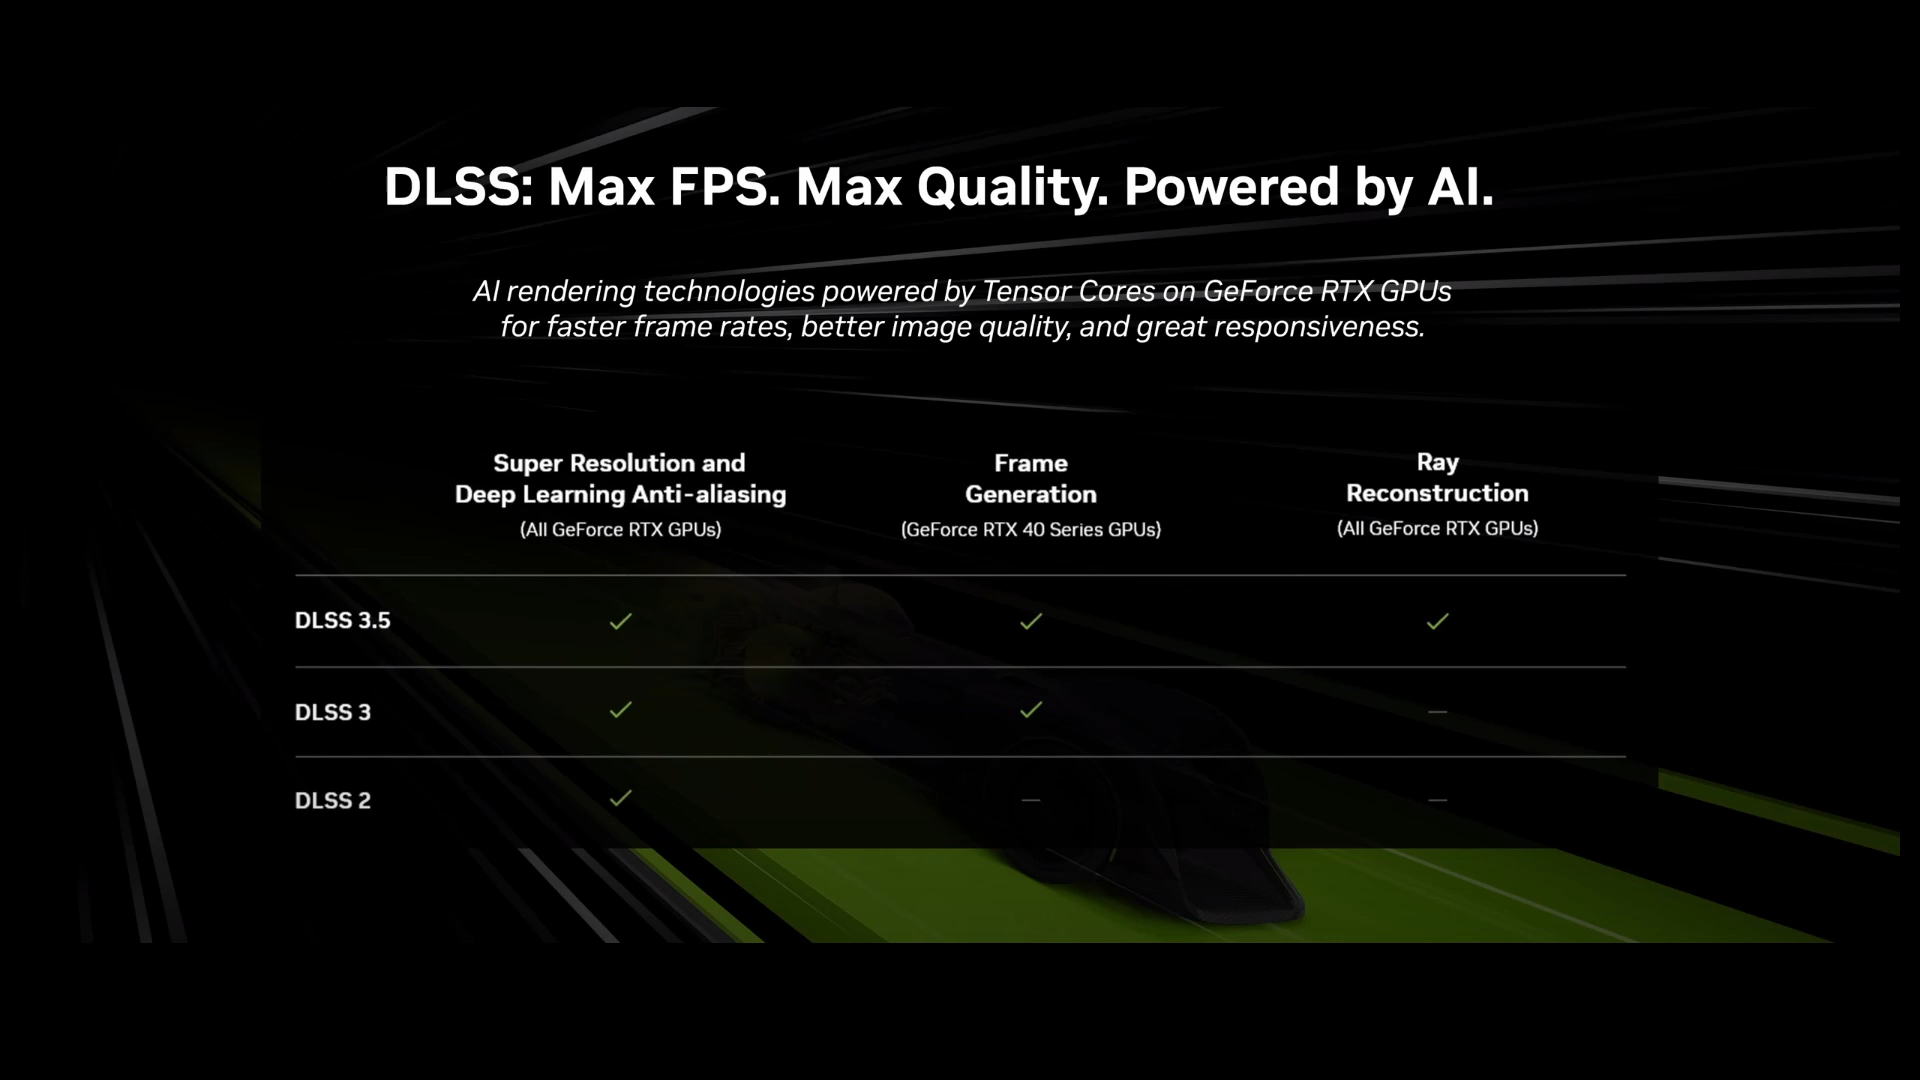 DLSS: Max FPS. Max Quality. Powered by AI.
AI rendering technologies powered by Tensor Cores on GeForce RTX GPUs
for faster frame rates, better image quality, and great responsiveness.
Super Resolution and
Deep Learning Anti-aliasing
(All GeForce RTX GPUs)
Frame
Generation
(GeForce RTX 40 Series GPUs)
Ray
Reconstruction
(All GeForce RTX GPUs)
DLSS 3.5 ✓ ✓ ✓
DLSS 3 ✓ ✓ —
DLSS 2 ✓ — —